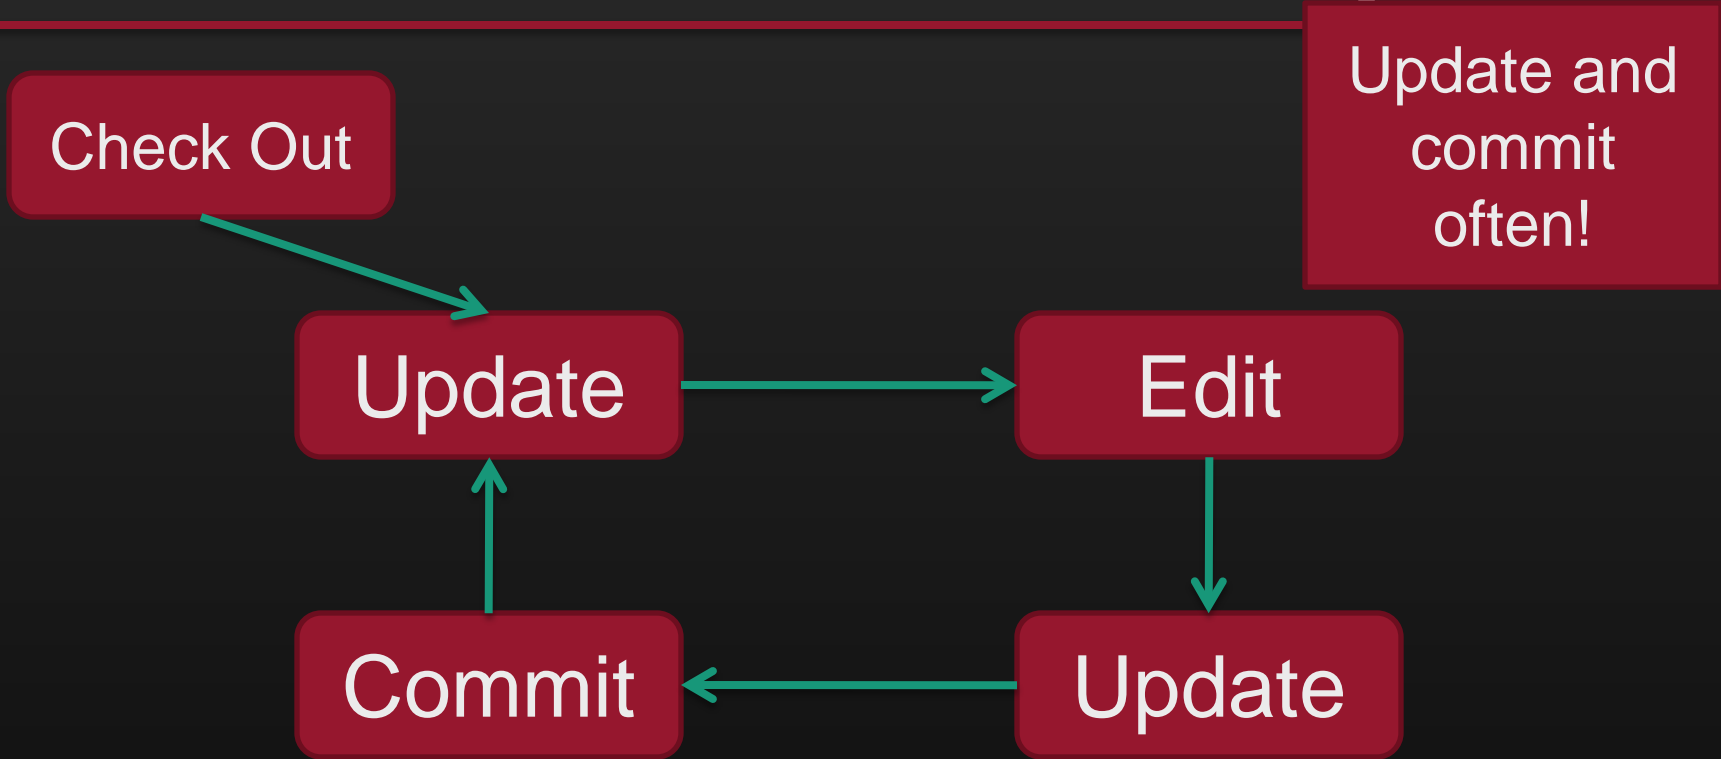 Update and
commit
often!
Check Out
Update
Edit
Commit
Update